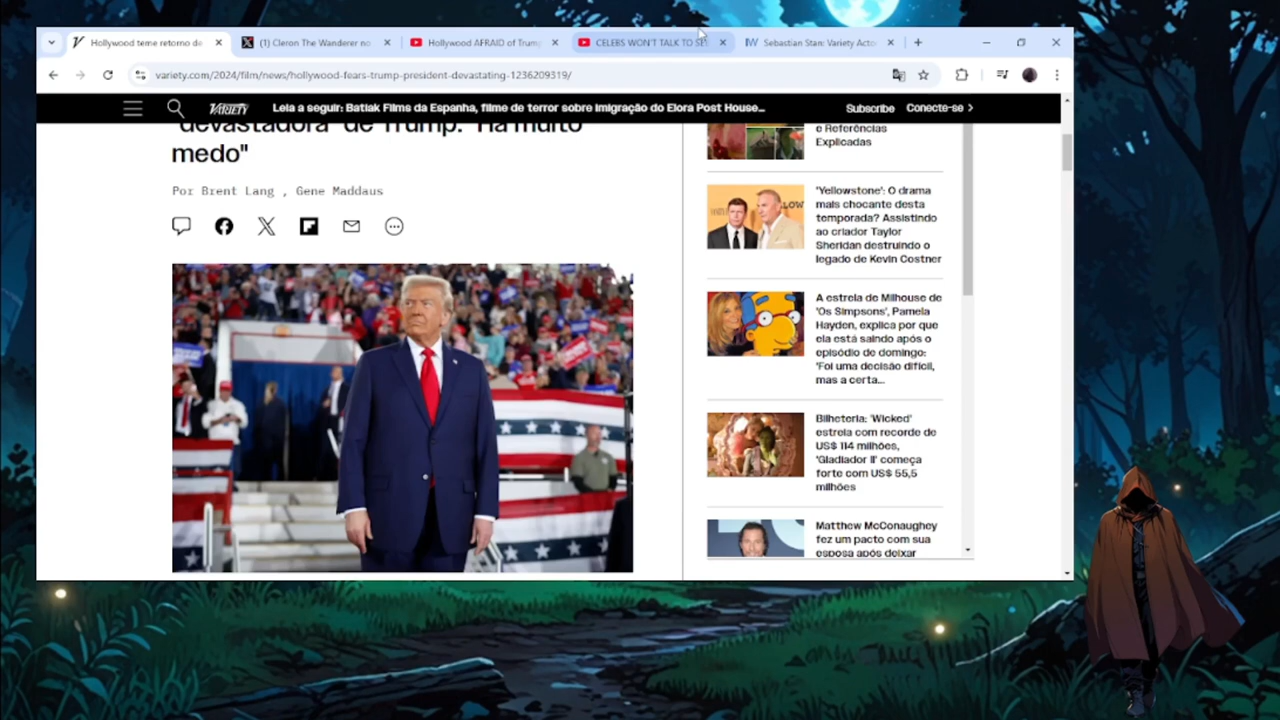 Hollywood teme retorno de
(1) Cleron The Wanderer no
Hollywood AFRAID of Trump
CELEBS WON'T TALK TO SE
Sebastian Stan: Variety Acto
variety.com/2024/film/news/hollywood-fears-trump-president-devastating-1236209319/
VARIETY
Leia a seguir: Batiak Films da Espanha, filme de terror sobre imigração do Elora Post House...
Subscribe
Conecte-se
"devastadora" de Trump: "Há muito
medo"
Por Brent Lang , Gene Maddaus
e Referências
Explicadas
'Yellowstone': O drama
mais chocante desta
temporada? Assistindo
ao criador Taylor
Sheridan destruindo o
legado de Kevin Costner
A estrela de Milhouse de
'Os Simpsons', Pamela
Hayden, explica por que
ela está saindo após o
episódio de domingo:
'Foi uma decisão difícil,
mas a certa...
Bilheteria: 'Wicked'
estreia com recorde de
US$ 114 milhões,
'Gladiador II' começa
forte com US$ 55,5
milhões
Matthew McConaughey
fez um pacto com sua
esposa após deixar